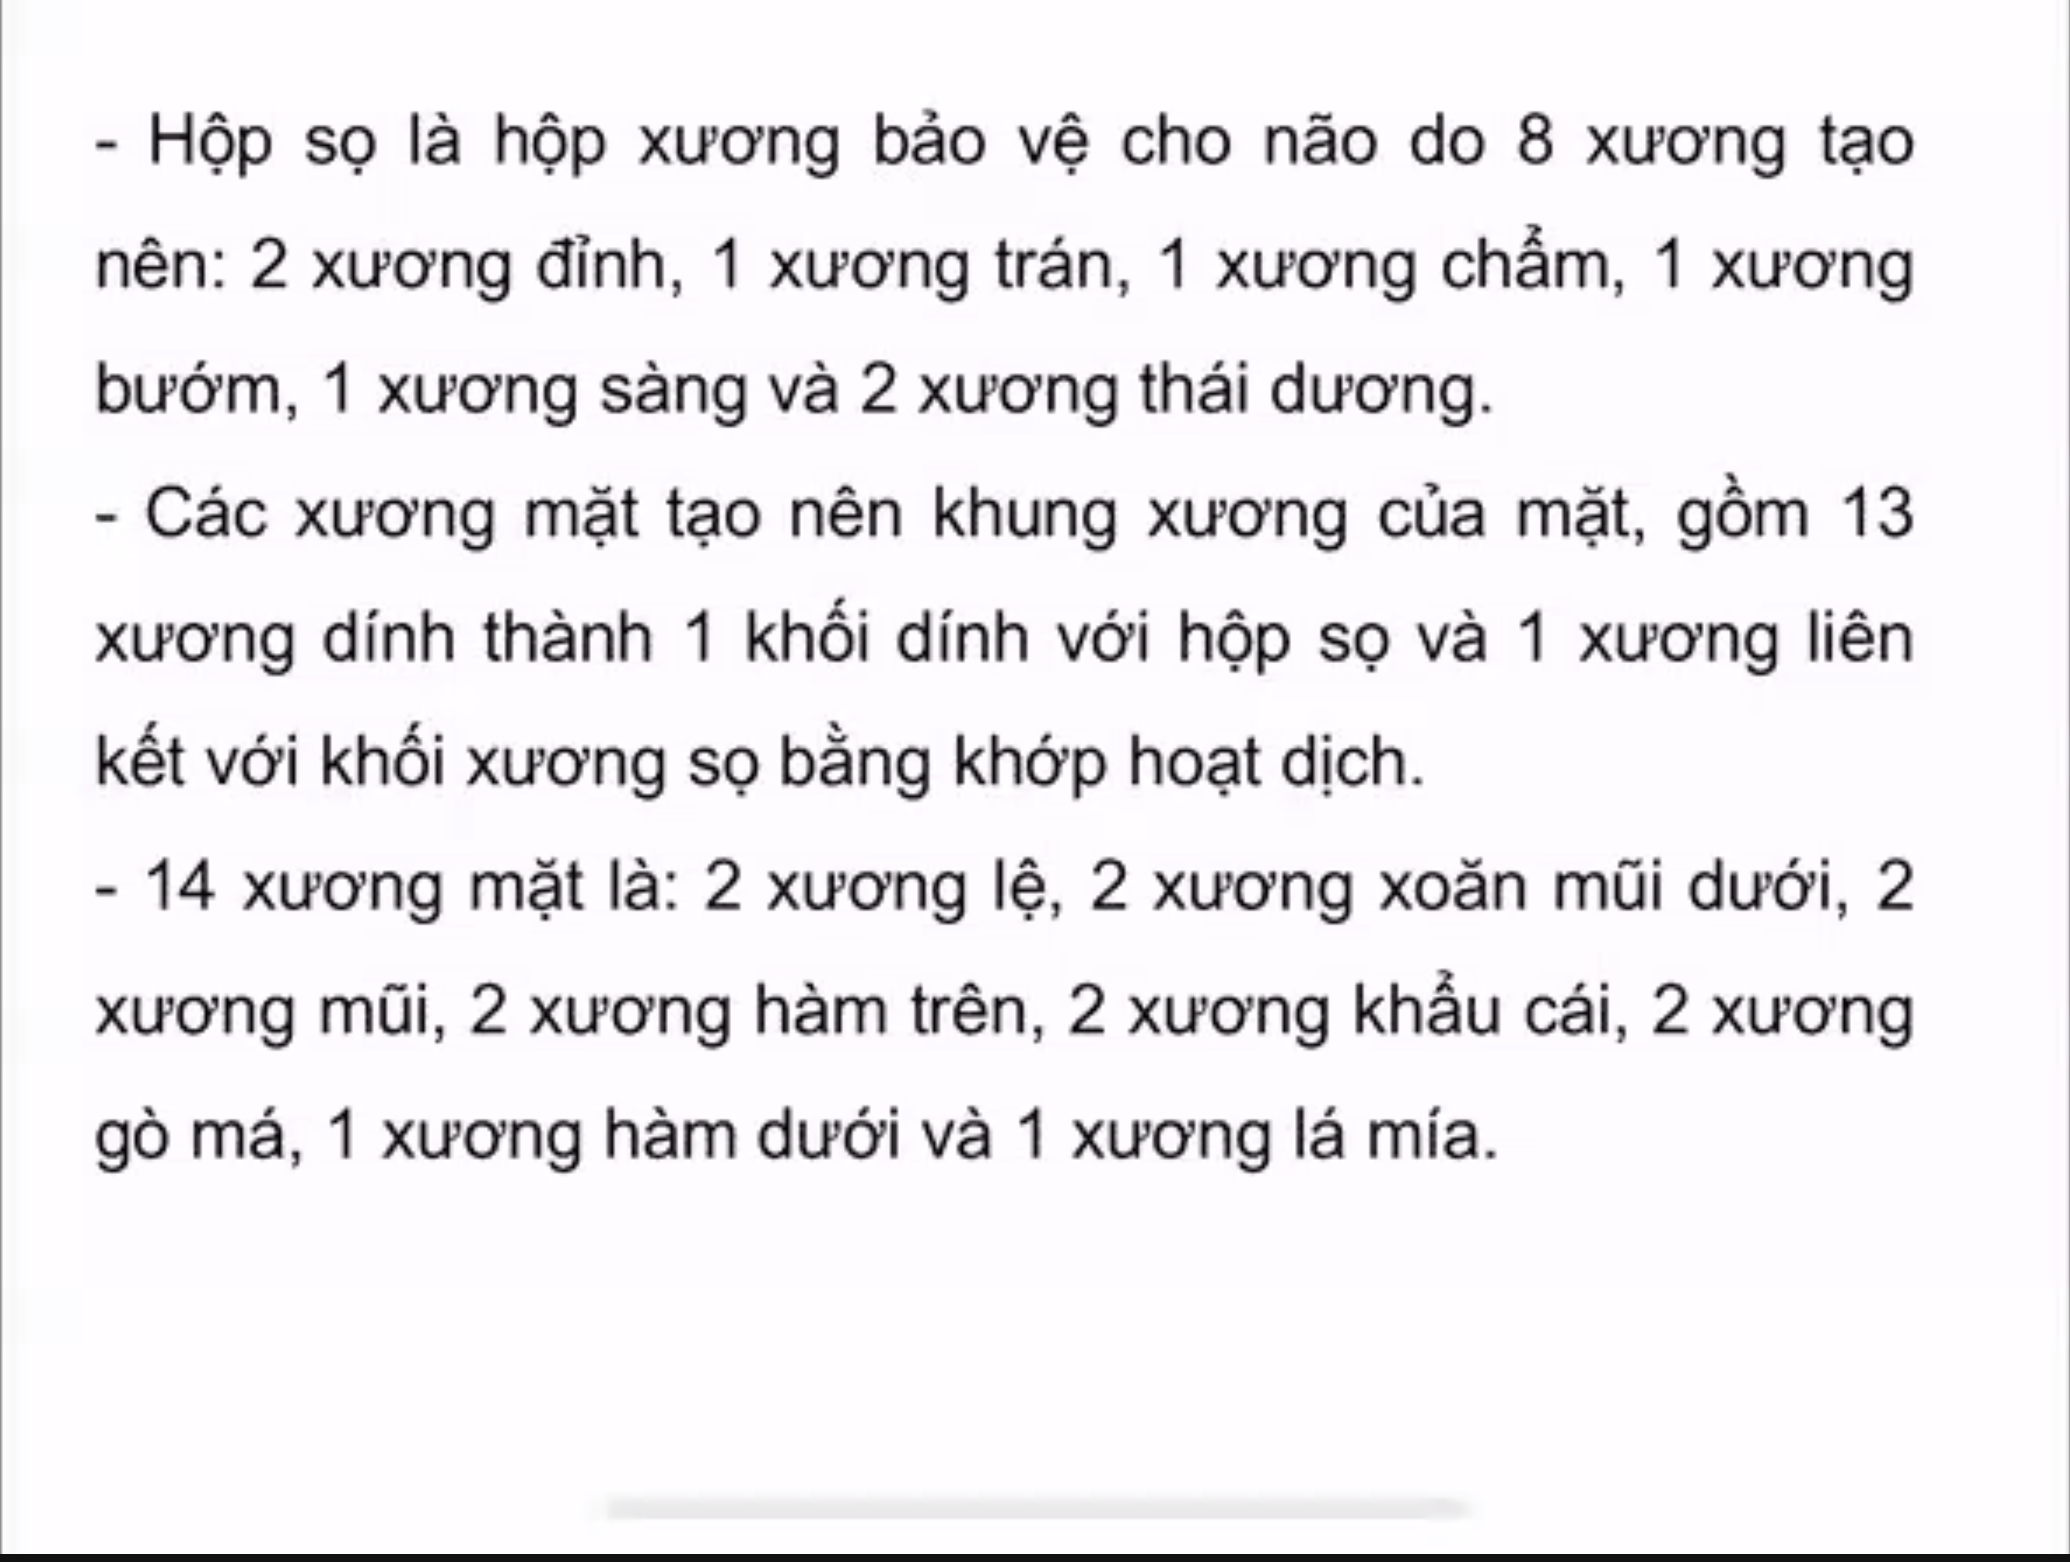 - Hộp sọ là hộp xương bảo vệ cho não do 8 xương tạo
nên: 2 xương đỉnh, 1 xương trán, 1 xương chẩm, 1 xương
bướm, 1 xương sàng và 2 xương thái dương.
- Các xương mặt tạo nên khung xương của mặt, gồm 13
xương dính thành 1 khối dính với hộp sọ và 1 xương liên
kết với khối xương sọ bằng khớp hoạt dịch.
- 14 xương mặt là: 2 xương lệ, 2 xương xoăn mũi dưới, 2
xương mũi, 2 xương hàm trên, 2 xương khẩu cái, 2 xương
gò má, 1 xương hàm dưới và 1 xương lá mía.